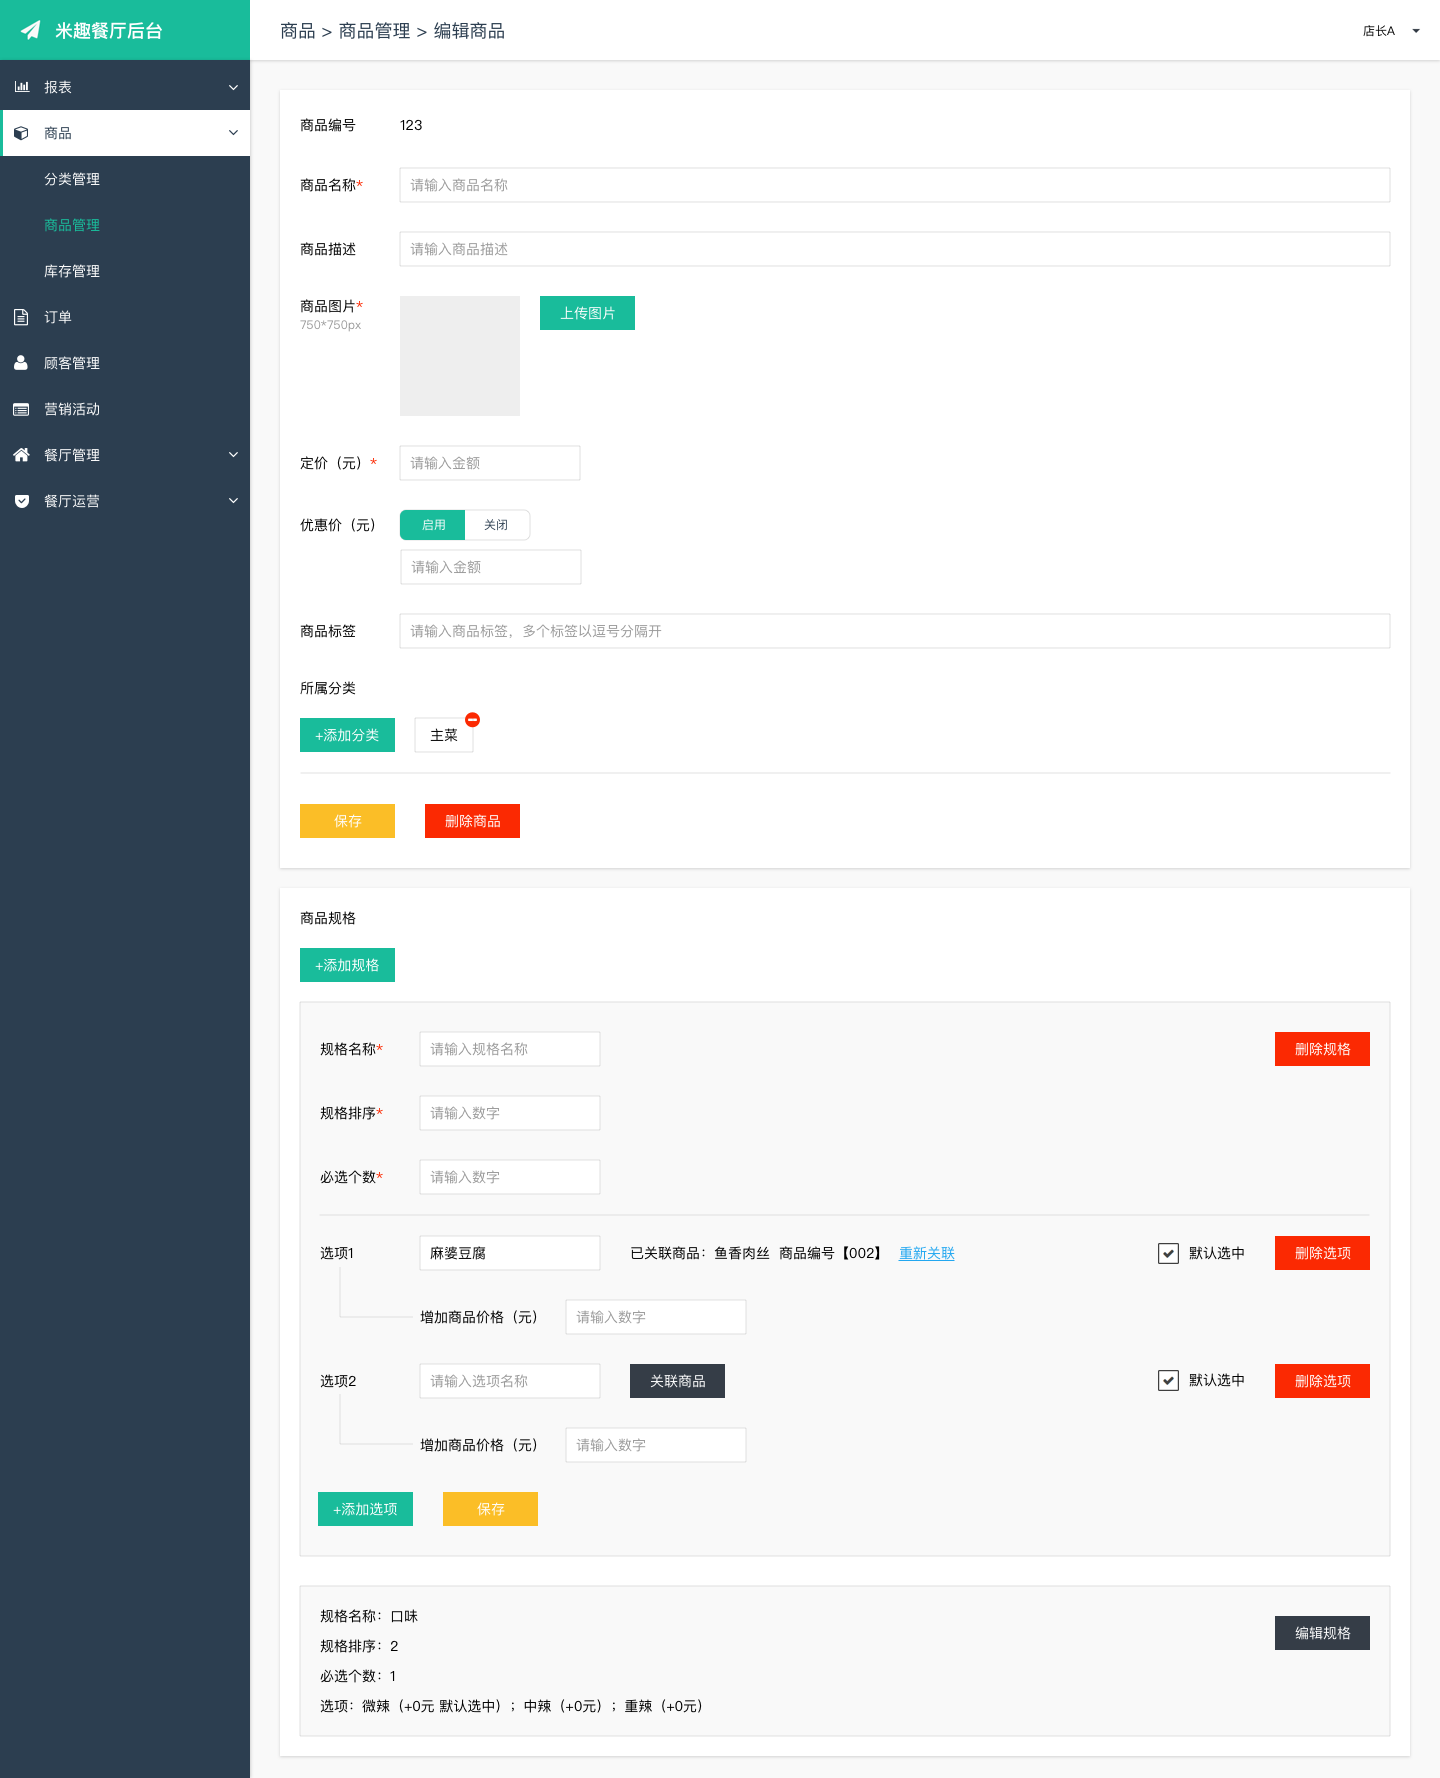 米趣餐厅后台
商品 > 商品管理 > 编辑商品
店长A
报表
商品
分类管理
商品管理
库存管理
订单
顾客管理
营销活动
餐厅管理
餐厅运营
商品编号 123
商品名称* 请输入商品名称
商品描述 请输入商品描述
商品图片* 上传图片
750*750px
定价（元）* 请输入金额
优惠价（元） 启用 关闭
请输入金额
商品标签 请输入商品标签，多个标签以逗号分隔开
所属分类
+添加分类 主菜
保存 删除商品
商品规格
+添加规格
规格名称* 请输入规格名称 删除规格
规格排序* 请输入数字
必选个数* 请输入数字
选项1 麻婆豆腐 已关联商品：鱼香肉丝 商品编号【002】 重新关联 默认选中 删除选项
增加商品价格（元） 请输入数字
选项2 请输入选项名称 关联商品 默认选中 删除选项
增加商品价格（元） 请输入数字
+添加选项 保存
规格名称：口味
编辑规格
规格排序：2
必选个数：1
选项：微辣（+0元 默认选中）；中辣（+0元）；重辣（+0元）